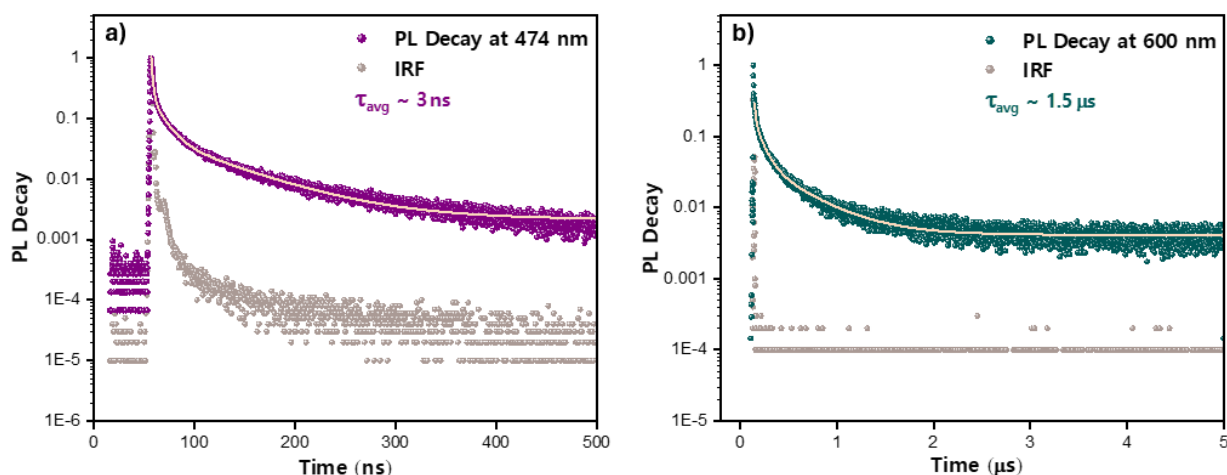 a)
PL Decay at 474 nm
IRF
τavg ~ 3 ns
PL Decay
1
0.1
0.01
0.001
1E-4
1E-5
1E-6
0 100 200 300 400 500
Time (ns)
b)
PL Decay at 600 nm
IRF
τavg ~ 1.5 μs
PL Decay
1
0.1
0.01
0.001
1E-4
1E-5
0 1 2 3 4 5
Time (μs)